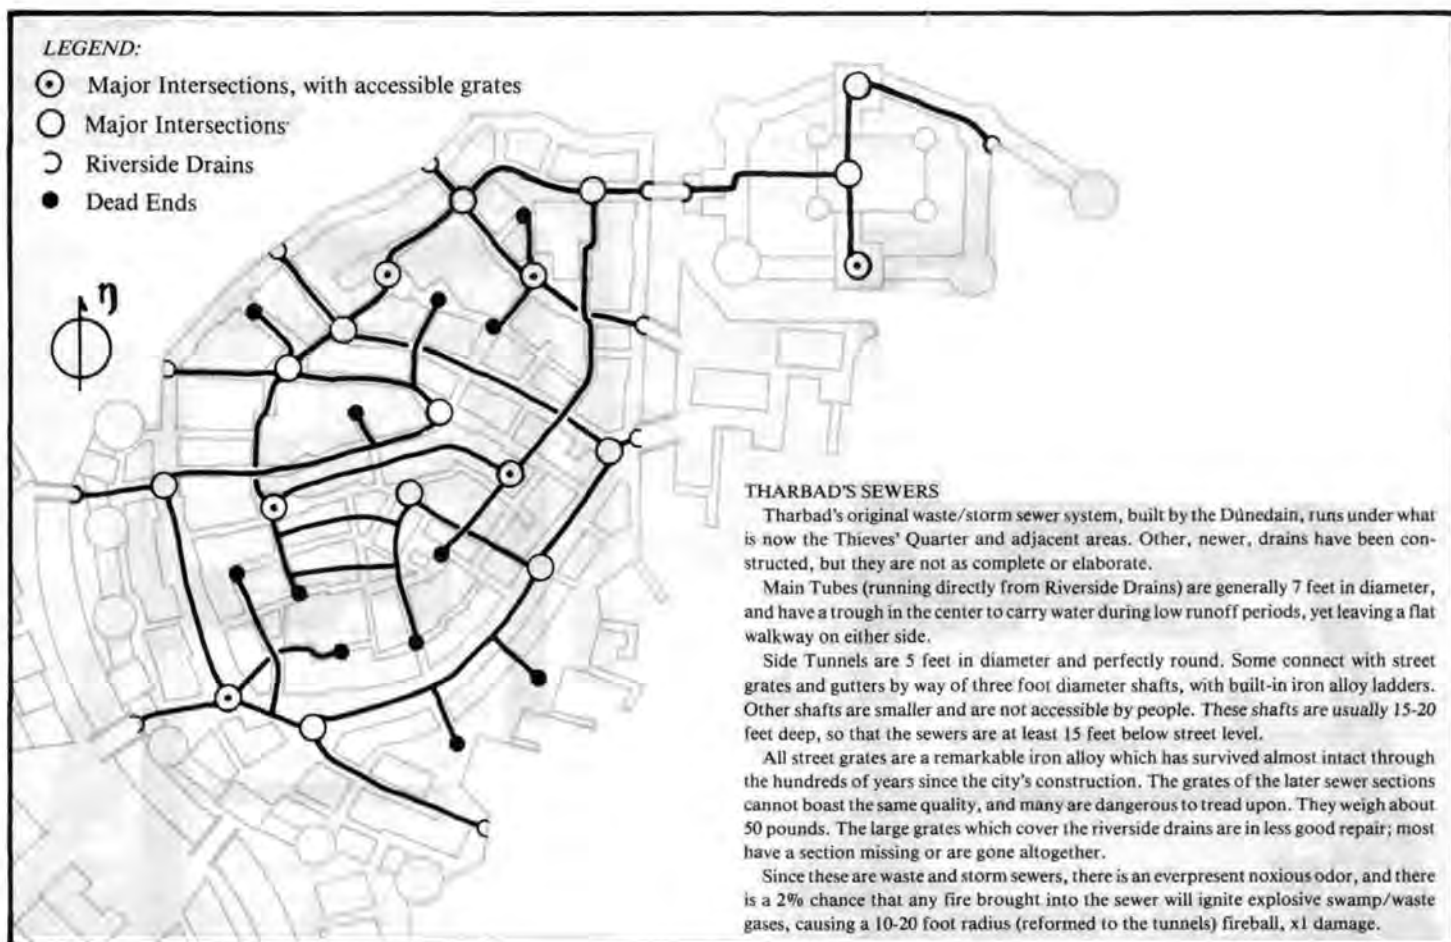 LEGEND:
Major Intersections, with accessible grates
Major Intersections
Riverside Drains
Dead Ends
n
THARBAD'S SEWERS
Tharbad's original waste/storm sewer system, built by the Dúnedain, runs under what
is now the Thieves' Quarter and adjacent areas. Other, newer, drains have been con-
structed, but they are not as complete or elaborate.
Main Tubes (running directly from Riverside Drains) are generally 7 feet in diameter,
and have a trough in the center to carry water during low runoff periods, yet leaving a flat
walkway on either side.
Side Tunnels are 5 feet in diameter and perfectly round. Some connect with street
grates and gutters by way of three foot diameter shafts, with built-in iron alloy ladders.
Other shafts are smaller and are not accessible by people. These shafts are usually 15-20
feet deep, so that the sewers are at least 15 feet below street level.
All street grates are a remarkable iron alloy which has survived almost intact through
the hundreds of years since the city's construction. The grates of the later sewer sections
cannot boast the same quality, and many are dangerous to tread upon. They weigh about
50 pounds. The large grates which cover the riverside drains are in less good repair; most
have a section missing or are gone altogether.
Since these are waste and storm sewers, there is an everpresent noxious odor, and there
is a 2% chance that any fire brought into the sewer will ignite explosive swamp/waste
gases, causing a 10-20 foot radius (reformed to the tunnels) fireball, x1 damage.